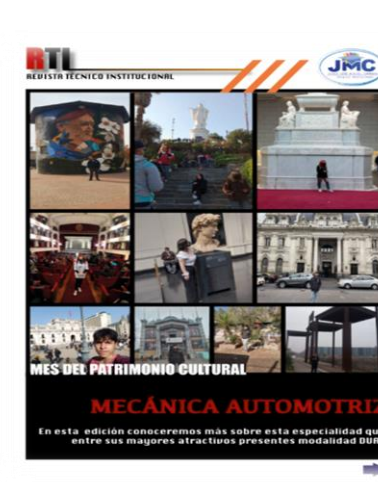 RTL
REVISTA TÉCNICO INSTITUCIONAL
JMC
MES DEL PATRIMONIO CULTURAL
MECÁNICA AUTOMOTRIZ
En esta edición conoceremos más sobre esta especialidad qu
entre sus mayores atractivos presentes modalidad DUA